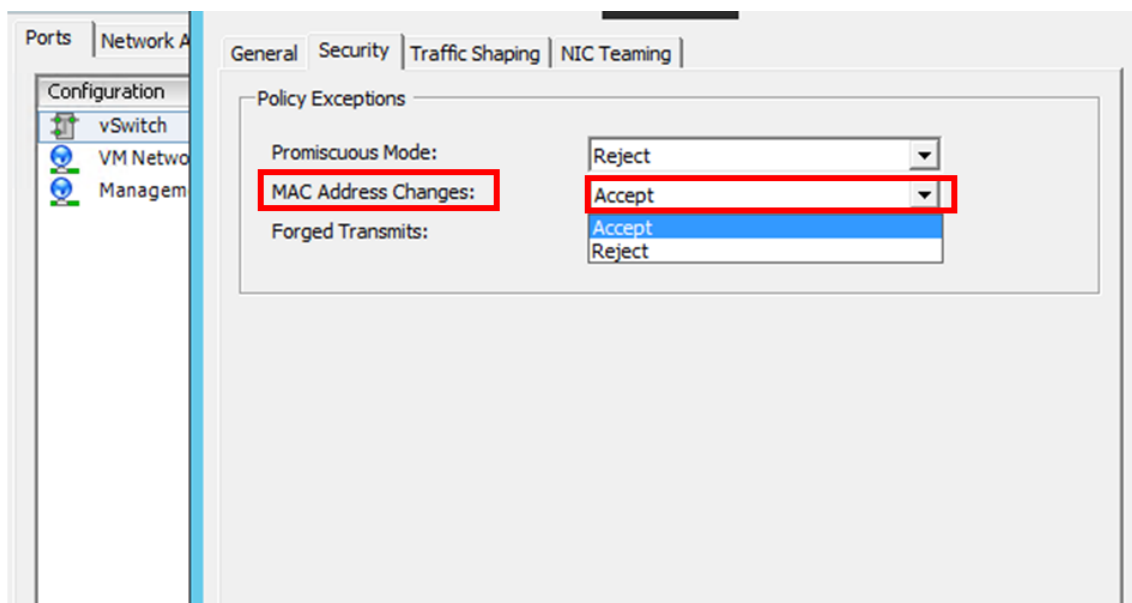 Ports
Network A
Configuration
vSwitch
VM Netwo
Managem
General Security Traffic Shaping NIC Teaming
Policy Exceptions
Promiscuous Mode: Reject
MAC Address Changes: Accept
Forged Transmits: Accept
Reject